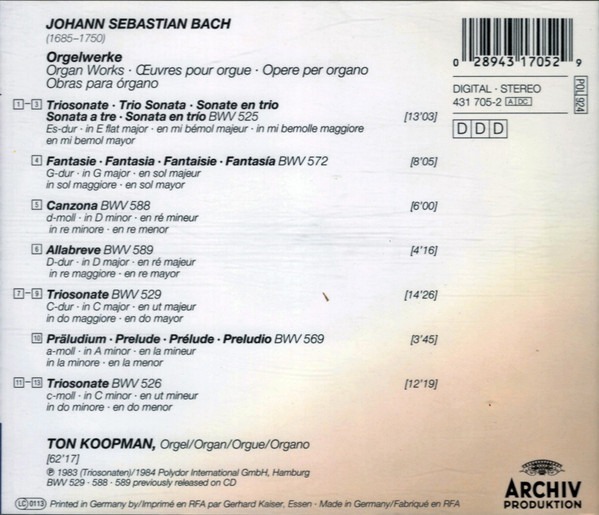 JOHANN SEBASTIAN BACH
(1685–1750)
Orgelwerke
Organ Works · Œuvres pour orgue · Opere per organo
Obras para órgano
1 – 3 Triosonate · Trio Sonata · Sonate en trio
Sonata a tre · Sonata en trío BWV 525 [13'03]
Es-dur · in E flat major · en mi bémol majeur · in mi bemolle maggiore
en mi bemol mayor
4 Fantasie · Fantasia · Fantaisie · Fantasía BWV 572 [8'05]
G-dur · in G major · en sol majeur
in sol maggiore · en sol mayor
5 Canzona BWV 588 [6'00]
d-moll · in D minor · en ré mineur
in re minore · en re menor
6 Allabreve BWV 589 [4'16]
D-dur · in D major · en ré majeur
in re maggiore · en re mayor
7 – 9 Triosonate BWV 529 [14'26]
C-dur · in C major · en ut majeur
in do maggiore · en do mayor
10 Präludium · Prelude · Prélude · Preludio BWV 569 [3'45]
a-moll · in A minor · en la mineur
in la minore · en la menor
11 – 13 Triosonate BWV 526 [12'19]
c-moll · in C minor · en ut mineur
in do minore · en do menor
TON KOOPMAN, Orgel/Organ/Orgue/Organo
[62'17]
℗ 1983 (Triosonaten)/1984 Polydor International GmbH, Hamburg
BWV 529 · 588 · 589 previously released on CD
LC 0113 Printed in Germany by/Imprimé en RFA par Gerhard Kaiser, Essen · Made in Germany/Fabriqué en RFA
0 28943 17052 9
DIGITAL · STEREO
431 705-2 A DC
POL 924
D D D
ARCHIV
PRODUKTION